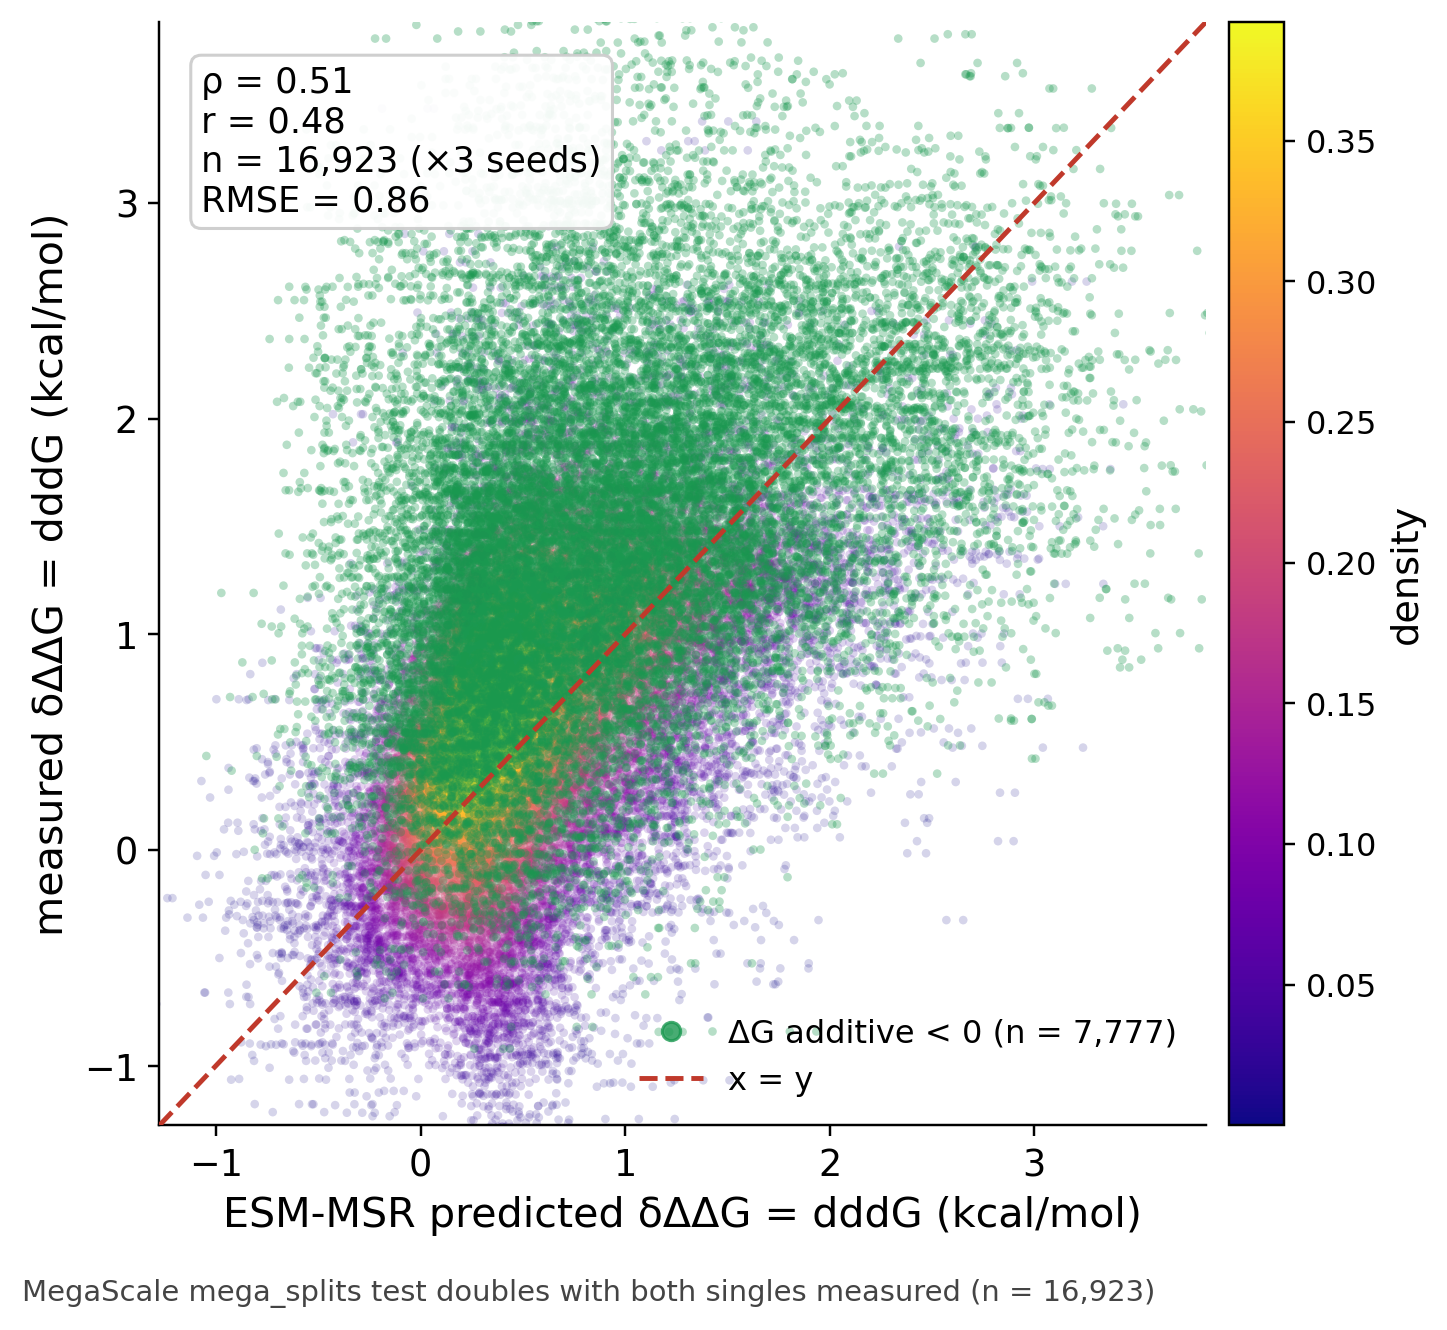 ρ = 0.51
r = 0.48
n = 16,923 (×3 seeds)
RMSE = 0.86
measured δΔΔG = dddG (kcal/mol)
3
2
1
0
−1
−1
0
1
2
3
ESM-MSR predicted δΔΔG = dddG (kcal/mol)
ΔG additive < 0 (n = 7,777)
x = y
0.35
0.30
0.25
0.20
0.15
0.10
0.05
density
MegaScale mega_splits test doubles with both singles measured (n = 16,923)